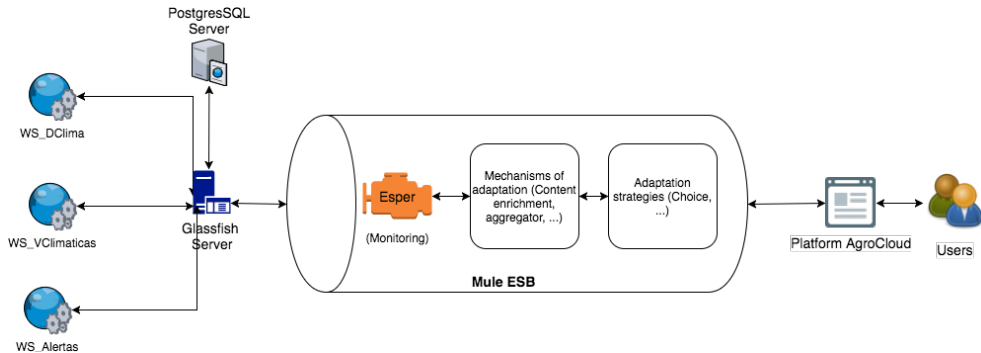 PostgresSQL
Server
WS_DClima
WS_VClimaticas
WS_Alertas
Glassfish
Server
Esper
(Monitoring)
Mechanisms of
adaptation (Content
enrichment,
aggregator, ...)
Adaptation
strategies (Choice,
...)
Mule ESB
Platform AgroCloud
Users